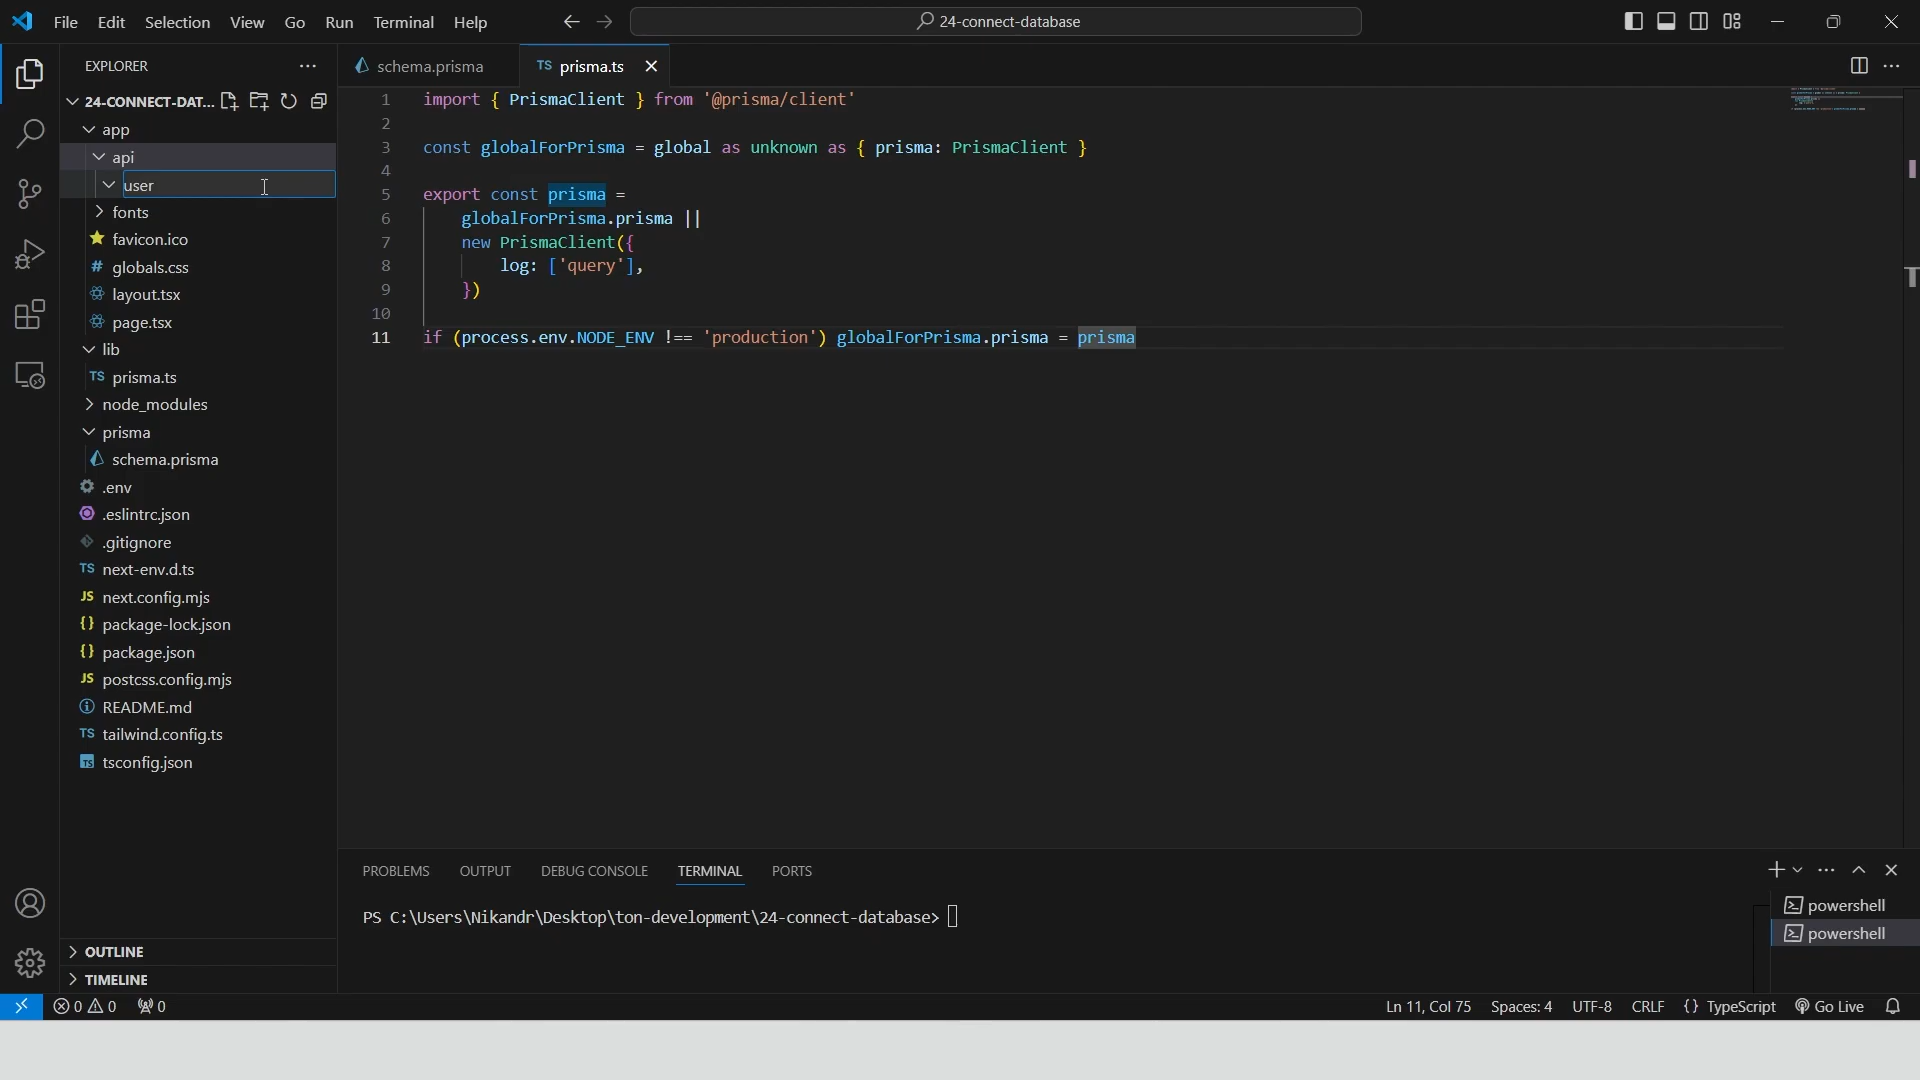 File Edit Selection View Go Run Terminal Help
24-connect-database
EXPLORER
24-CONNECT-DAT...
app
api
user
fonts
favicon.ico
# globals.css
layout.tsx
page.tsx
lib
TS prisma.ts
node_modules
prisma
schema.prisma
.env
.eslintrc.json
.gitignore
TS next-env.d.ts
JS next.config.mjs
{} package-lock.json
{} package.json
JS postcss.config.mjs
README.md
TS tailwind.config.ts
TS tsconfig.json
OUTLINE
TIMELINE
schema.prisma
TS prisma.ts
1 import { PrismaClient } from '@prisma/client'
2
3 const globalForPrisma = global as unknown as { prisma: PrismaClient }
4
5 export const prisma =
6 globalForPrisma.prisma ||
7 new PrismaClient({
8 log: ['query'],
9 })
10
11 if (process.env.NODE_ENV !== 'production') globalForPrisma.prisma = prisma
PROBLEMS OUTPUT DEBUG CONSOLE TERMINAL PORTS
PS C:\Users\Nikandr\Desktop\ton-development\24-connect-database>
powershell
powershell
0 0 0
Ln 11, Col 75 Spaces: 4 UTF-8 CRLF {} TypeScript Go Live